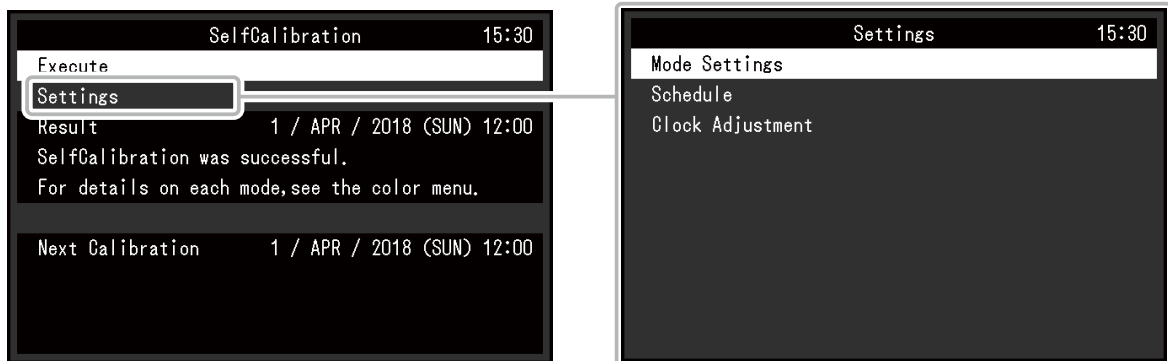 SelfCalibration 15:30
Execute
Settings
Result 1 / APR / 2018 (SUN) 12:00
SelfCalibration was successful.
For details on each mode,see the color menu.
Next Calibration 1 / APR / 2018 (SUN) 12:00
Settings 15:30
Mode Settings
Schedule
Clock Adjustment